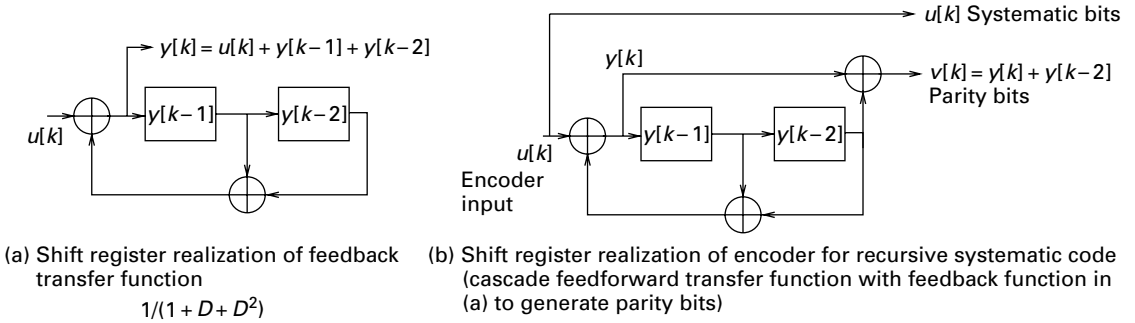 y[k] = u[k] + y[k−1] + y[k−2]
u[k]
y[k−1]
y[k−2]
(a) Shift register realization of feedback
transfer function
1/(1 + D + D²)
u[k] Systematic bits
y[k]
v[k] = y[k] + y[k−2]
Parity bits
u[k]
Encoder
input
y[k−1]
y[k−2]
(b) Shift register realization of encoder for recursive systematic code
(cascade feedforward transfer function with feedback function in
(a) to generate parity bits)